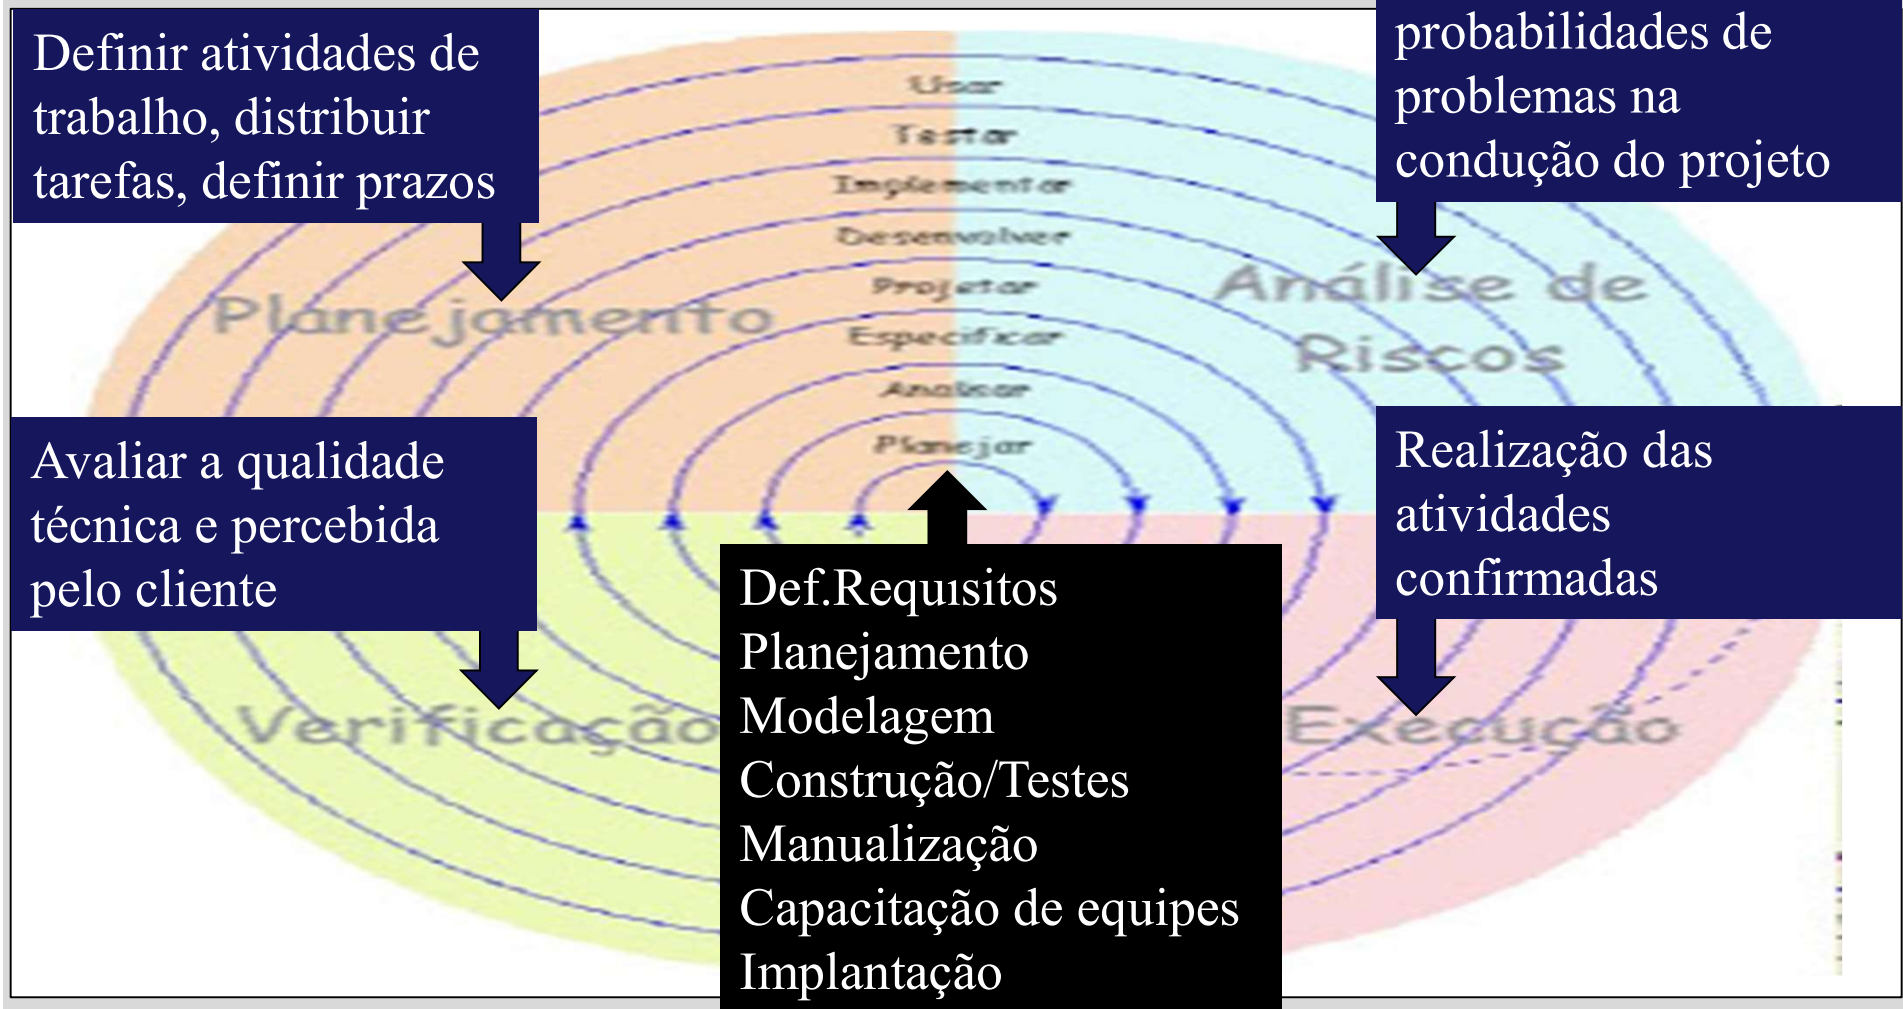 Definir atividades de
trabalho, distribuir
tarefas, definir prazos
probabilidades de
problemas na
condução do projeto
Usar
Testar
Implementar
Desenvolver
Projetar
Especificar
Analisar
Planejar
Planejamento
Análise de
Riscos
Avaliar a qualidade
técnica e percebida
pelo cliente
Realização das
atividades
confirmadas
Verificação
Execução
Def.Requisitos
Planejamento
Modelagem
Construção/Testes
Manualização
Capacitação de equipes
Implantação